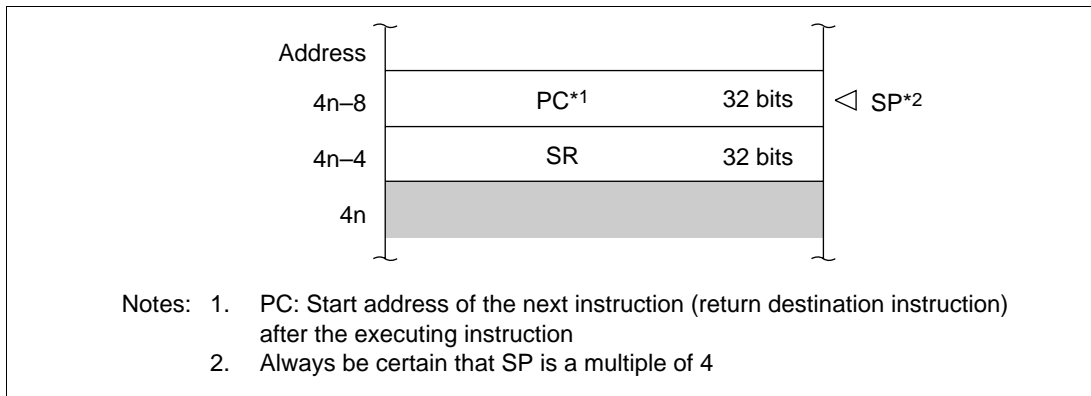 Address
4n–8 PC*1 32 bits ◁ SP*2
4n–4 SR 32 bits
4n
Notes: 1. PC: Start address of the next instruction (return destination instruction)
after the executing instruction
2. Always be certain that SP is a multiple of 4